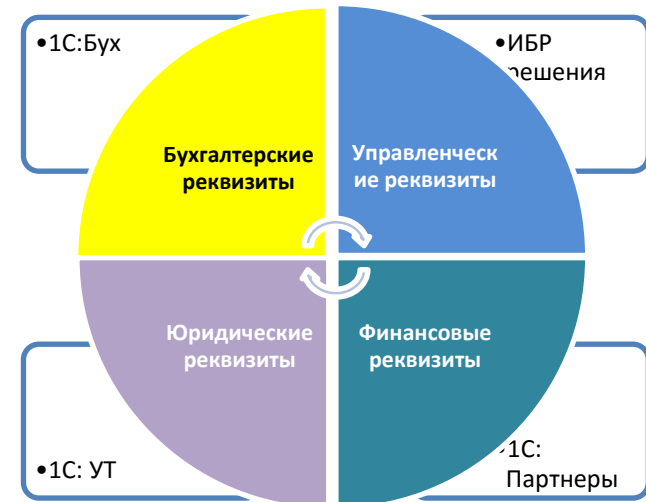 •1С:Бух
•ИБР
решения
Бухгалтерские
реквизиты
Управленческ
ие реквизиты
Юридические
реквизиты
Финансовые
реквизиты
•1С: УТ
•1С:
Партнеры